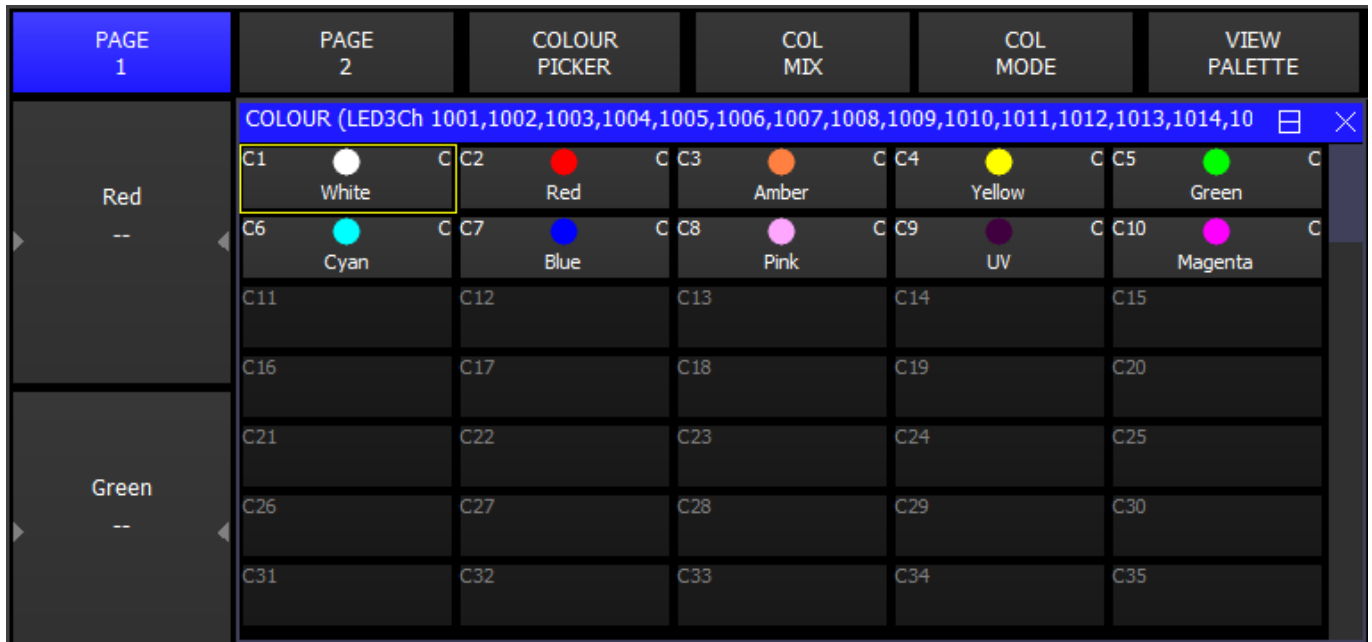 PAGE
1
PAGE
2
COLOUR
PICKER
COL
MIX
COL
MODE
VIEW
PALETTE
Red
--
Green
--
COLOUR (LED3Ch 1001,1002,1003,1004,1005,1006,1007,1008,1009,1010,1011,1012,1013,1014,10
C1 C
White
C2 C
Red
C3 C
Amber
C4 C
Yellow
C5 C
Green
C6 C
Cyan
C7 C
Blue
C8 C
Pink
C9 C
UV
C10 C
Magenta
C11 C12 C13 C14 C15
C16 C17 C18 C19 C20
C21 C22 C23 C24 C25
C26 C27 C28 C29 C30
C31 C32 C33 C34 C35